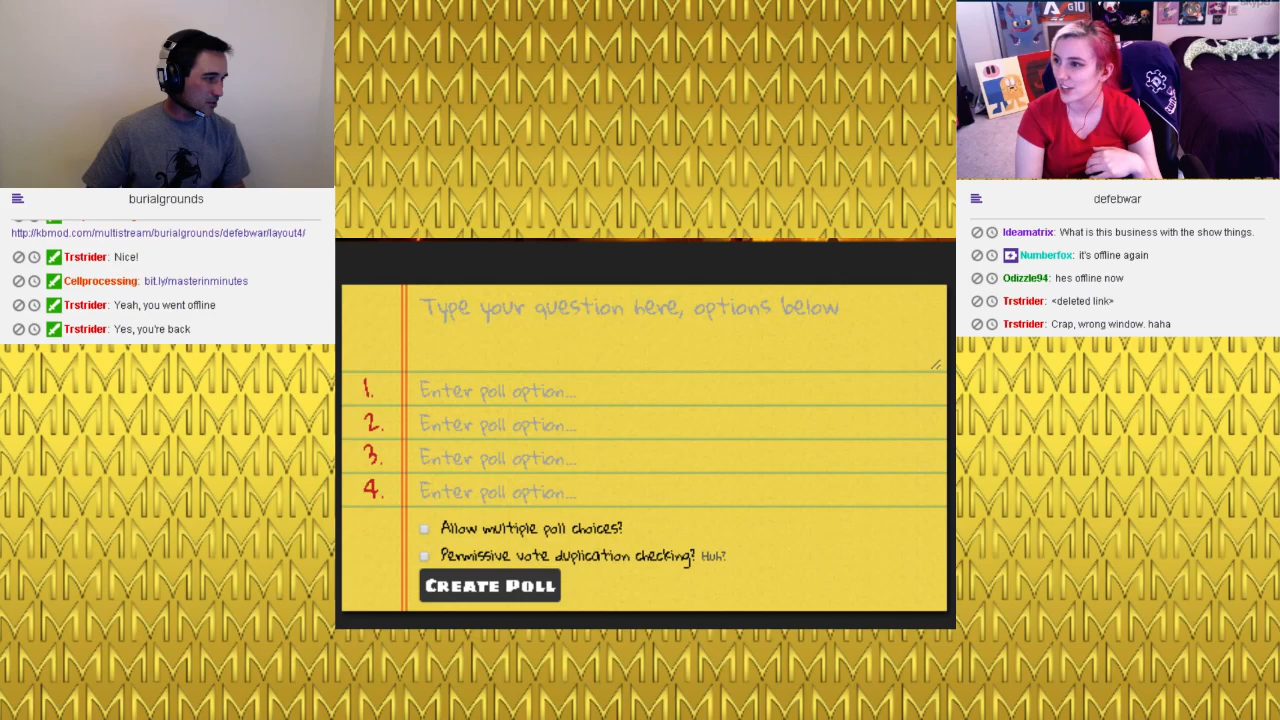 A G10
skype
burialgrounds
http://kbmod.com/multistream/burialgrounds/defebwar/layout4/
Trstrider: Nice!
Cellprocessing: bit.ly/masterinminutes
Trstrider: Yeah, you went offline
Trstrider: Yes, you're back
Type your question here, options below
1. Enter poll option...
2. Enter poll option...
3. Enter poll option...
4. Enter poll option...
Allow multiple poll choices?
Permissive vote duplication checking? Huh?
Create Poll
defebwar
Ideamatrix: What is this business with the show things.
Numberfox: it's offline again
Odizzle94: hes offline now
Trstrider: <deleted link>
Trstrider: Crap, wrong window. haha